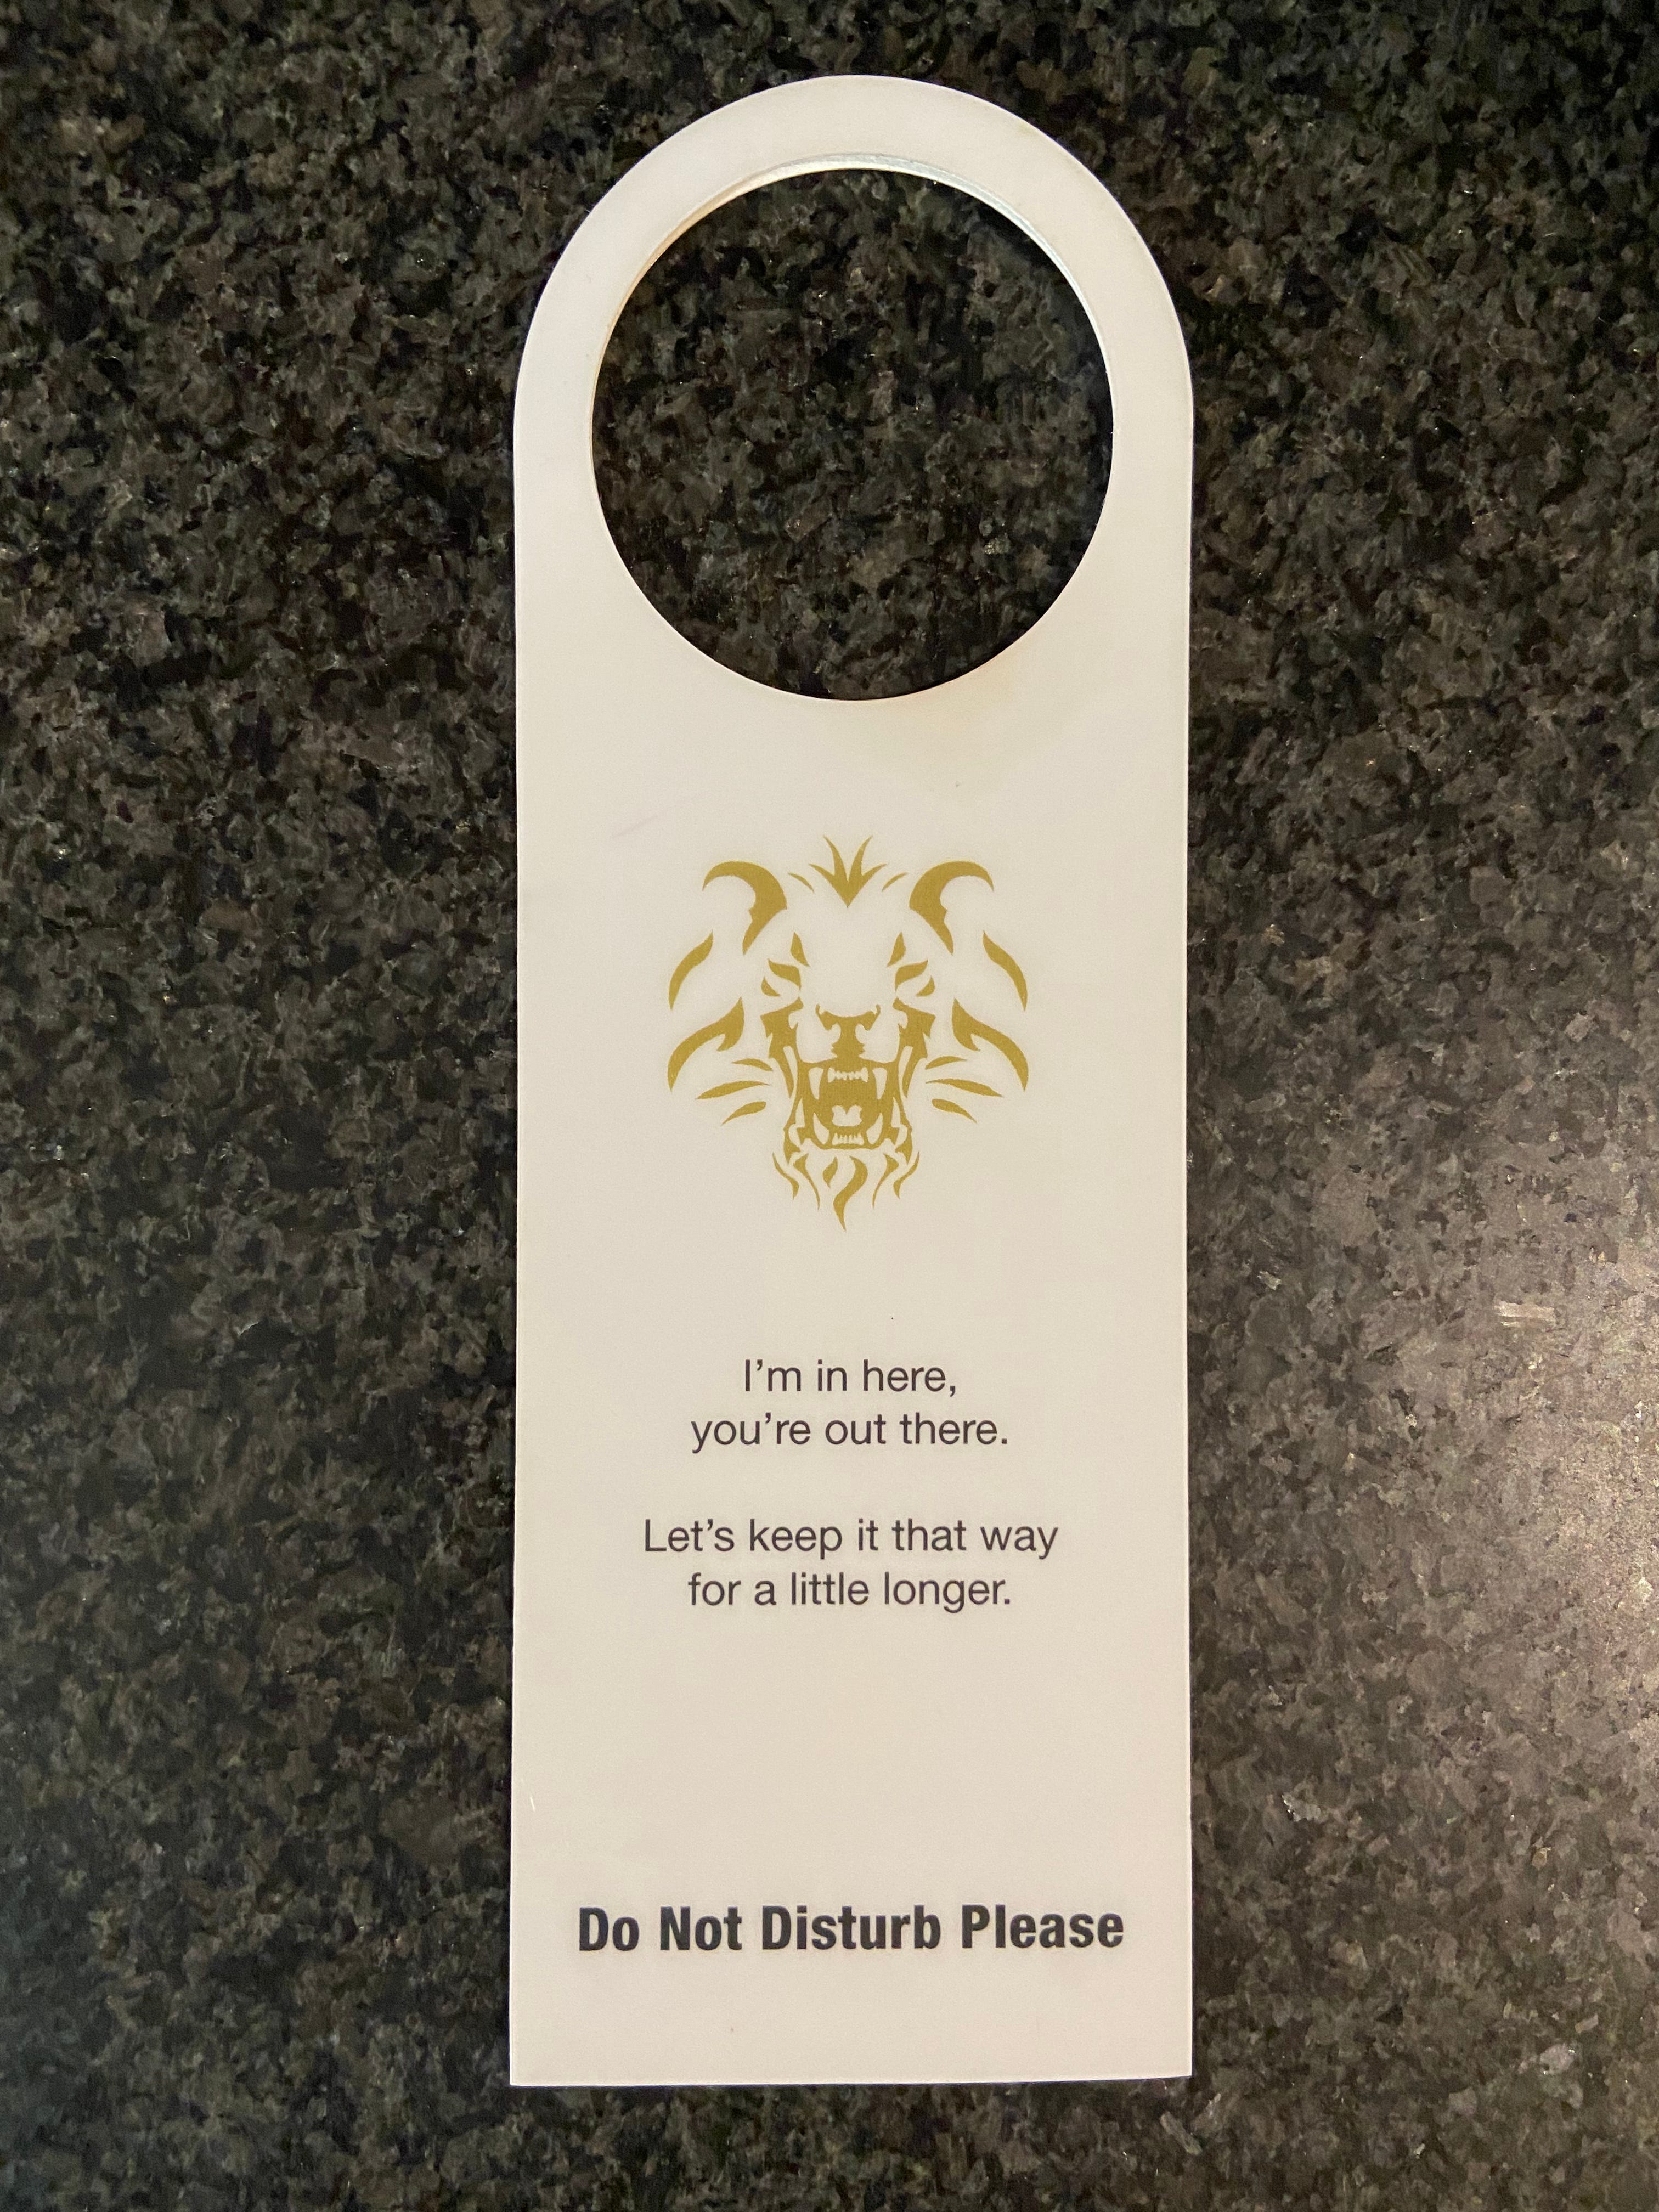 I'm in here,
you're out there.
Let's keep it that way
for a little longer.
Do Not Disturb Please